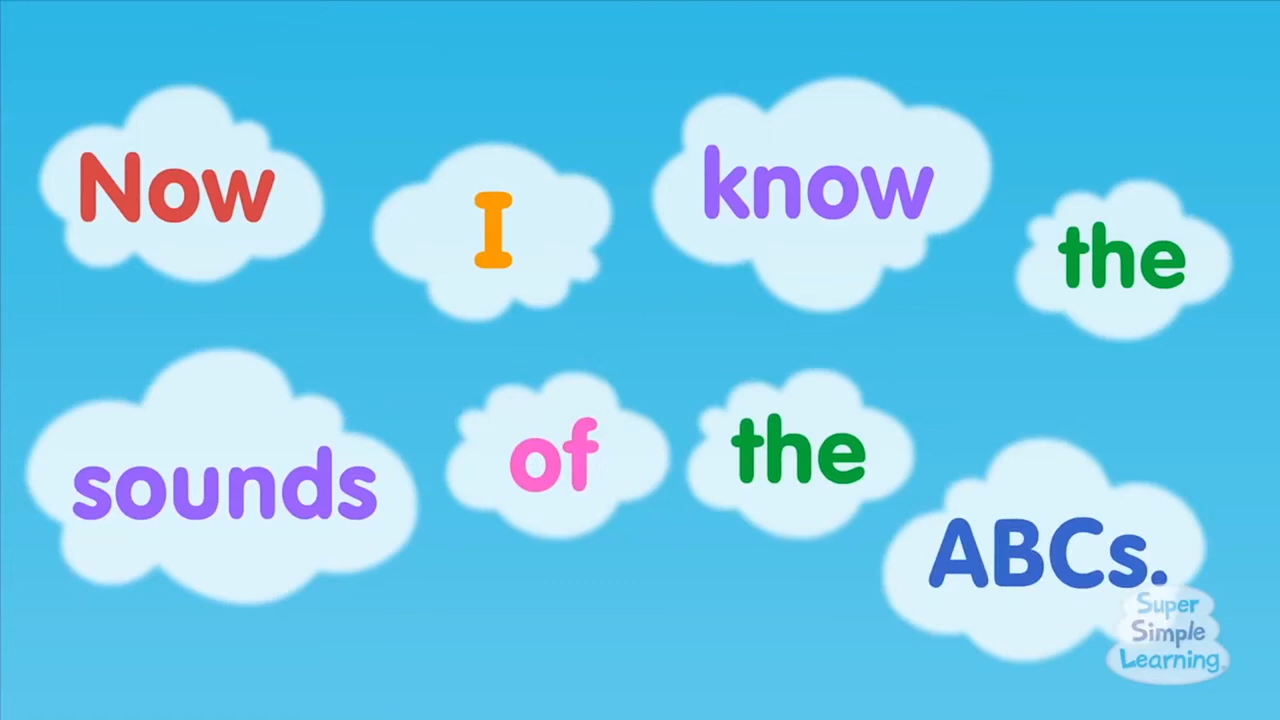 Now I know the
sounds of the ABCs.
Super
Simple
Learning